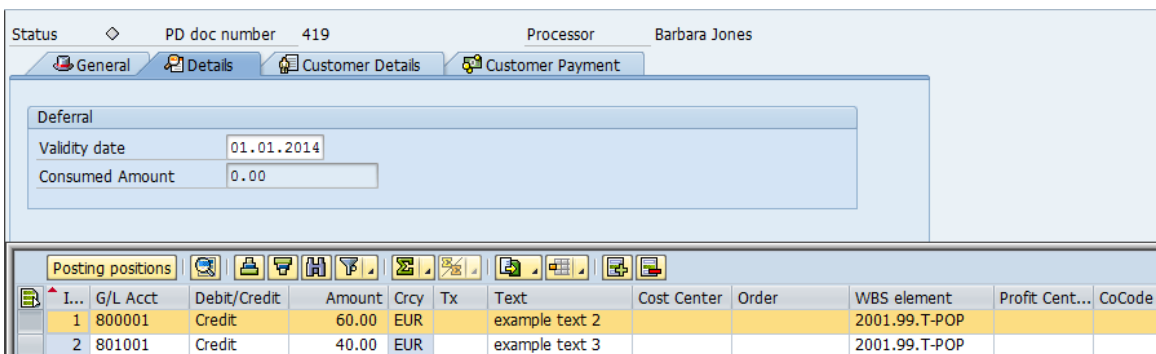 Status PD doc number 419 Processor Barbara Jones
General Details Customer Details Customer Payment
Deferral
Validity date 01.01.2014
Consumed Amount 0.00
Posting positions
I... G/L Acct Debit/Credit Amount Crcy Tx Text Cost Center Order WBS element Profit Cent... CoCode
1 800001 Credit 60.00 EUR example text 2 2001.99.T-POP
2 801001 Credit 40.00 EUR example text 3 2001.99.T-POP